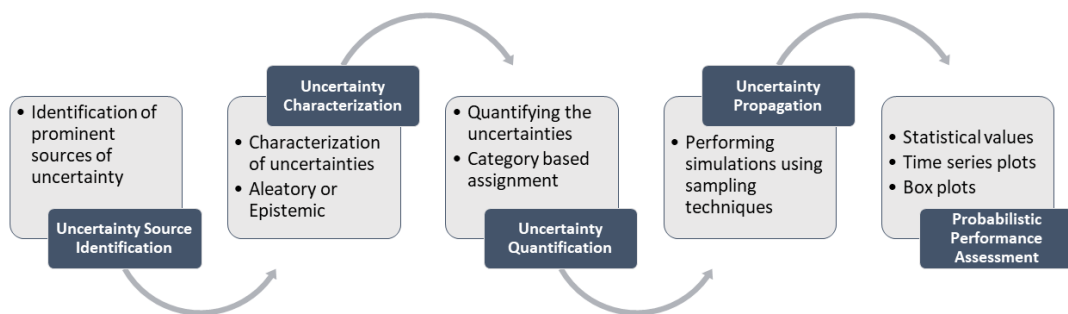 • Identification of
prominent
sources of
uncertainty
Uncertainty Source
Identification
Uncertainty
Characterization
• Characterization
of uncertainties
• Aleatory or
Epistemic
• Quantifying the
uncertainties
• Category based
assignment
Uncertainty
Quantification
Uncertainty
Propagation
• Performing
simulations using
sampling
techniques
• Statistical values
• Time series plots
• Box plots
Probabilistic
Performance
Assessment